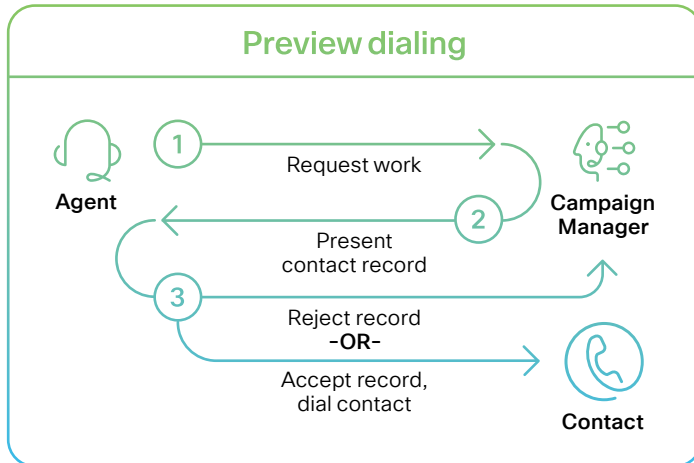 Preview dialing
1
Request work
Agent
Campaign
Manager
2
Present
contact record
3
Reject record
-OR-
Accept record,
dial contact
Contact